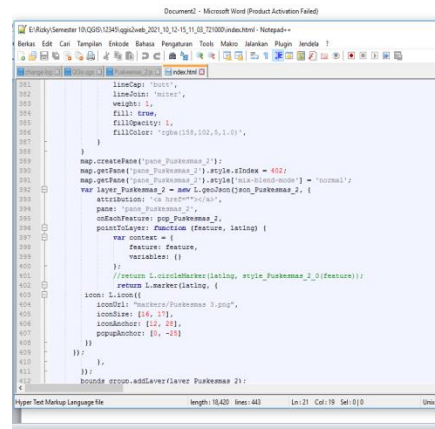 Document2 - Microsoft Word (Product Activation Failed)
E:\Rizky\Semester 10\QGIS\12345\qgis2web_2021_10_12-15_11_03_721000\index.html - Notepad++
Berkas Edit Cari Tampilan Enkode Bahasa Pengaturan Tools Makro Jalankan Plugin Jendela ?
change.log index.html
381 lineCap: 'butt',
382 lineJoin: 'miter',
383 weight: 1,
384 fill: true,
385 fillOpacity: 1,
386 fillColor: 'rgba(158,102,5,1.0)',
387 }
388 }
389 map.createPane('pane_Puskesmas_2');
390 map.getPane('pane_Puskesmas_2').style.zIndex = 402;
391 map.getPane('pane_Puskesmas_2').style['mix-blend-mode'] = 'normal';
392 var layer_Puskesmas_2 = new L.geoJson(json_Puskesmas_2, {
393 attribution: '<a href=""></a>',
394 pane: 'pane_Puskesmas_2',
395 onEachFeature: pop_Puskesmas_2,
396 pointToLayer: function (feature, latlng) {
397 var context = {
398 feature: feature,
399 variables: {}
400 };
401 //return L.circleMarker(latlng, style_Puskesmas_2_0(feature));
402 return L.marker(latlng, {
403 icon: L.icon({
404 iconUrl: "markers/Puskesmas 3.png",
405 iconSize: [16, 17],
406 iconAnchor: [12, 28],
407 popupAnchor: [0, -25]
408 })
409 });
410 },
411 });
412 bounds_group.addLayer(layer_Puskesmas_2);
Hyper Text Markup Language file length: 18,420 lines: 443 Ln: 21 Col: 19 Sel: 0 | 0